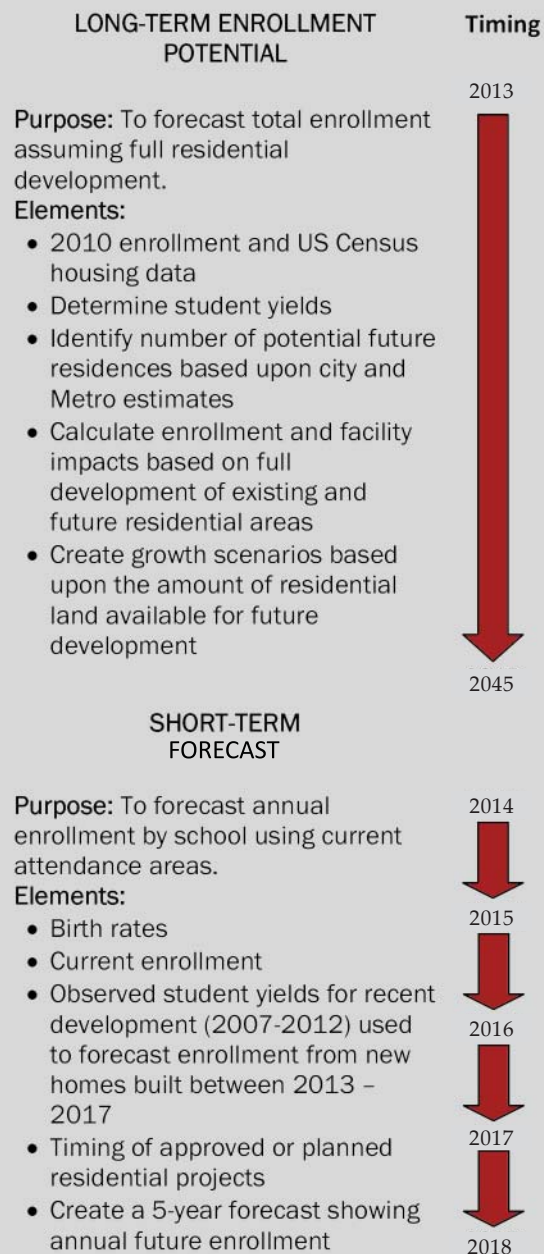 LONG-TERM ENROLLMENT
POTENTIAL
Timing
2013
Purpose: To forecast total enrollment
assuming full residential
development.
Elements:
• 2010 enrollment and US Census
housing data
• Determine student yields
• Identify number of potential future
residences based upon city and
Metro estimates
• Calculate enrollment and facility
impacts based on full
development of existing and
future residential areas
• Create growth scenarios based
upon the amount of residential
land available for future
development
2045
SHORT-TERM
FORECAST
Purpose: To forecast annual
enrollment by school using current
attendance areas.
Elements:
• Birth rates
• Current enrollment
• Observed student yields for recent
development (2007-2012) used
to forecast enrollment from new
homes built between 2013 –
2017
• Timing of approved or planned
residential projects
• Create a 5-year forecast showing
annual future enrollment
2014
2015
2016
2017
2018